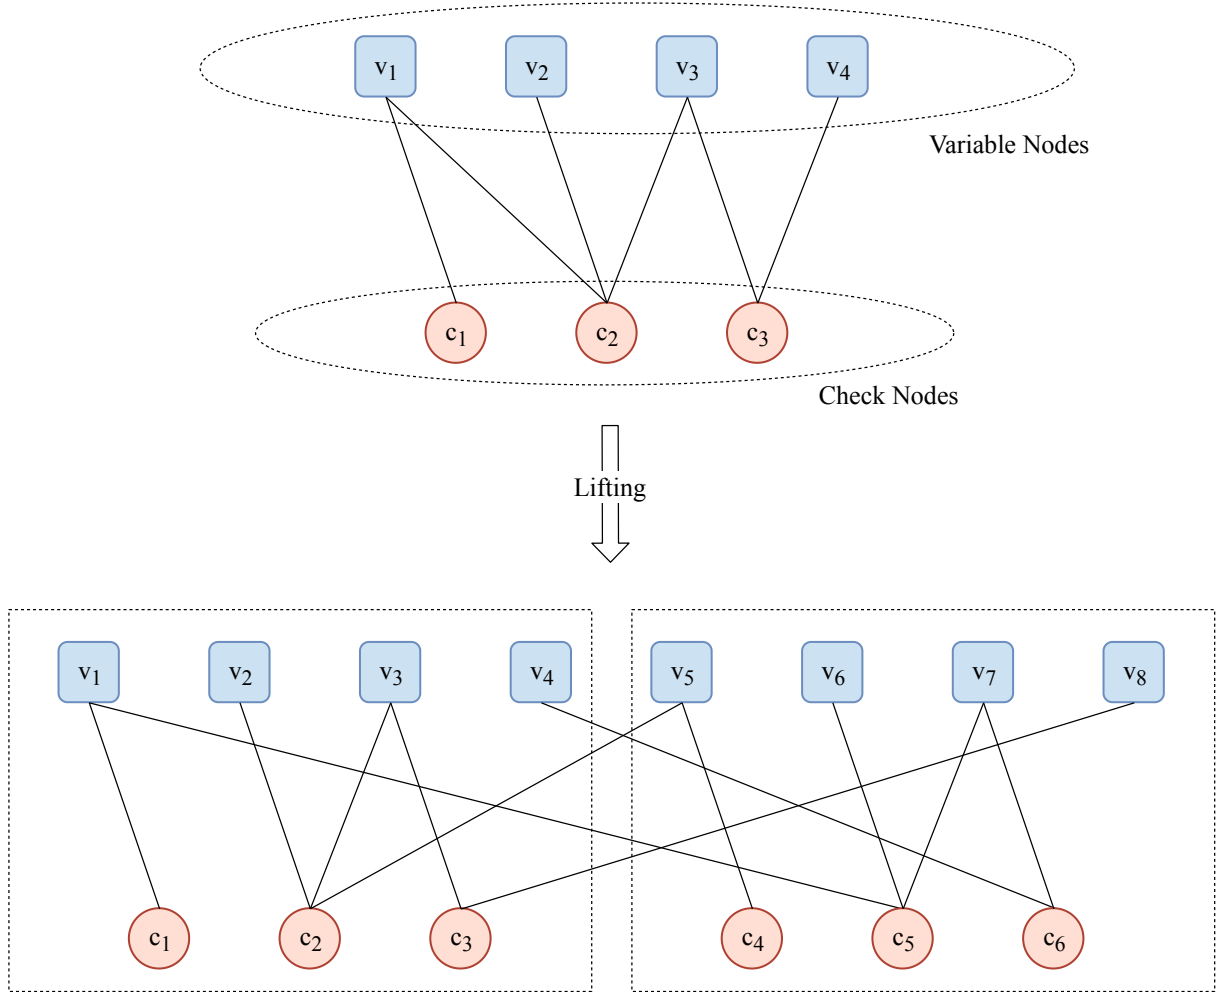 v1 v2 v3 v4
Variable Nodes
c1 c2 c3
Check Nodes
Lifting
v1 v2 v3 v4 v5 v6 v7 v8
c1 c2 c3 c4 c5 c6